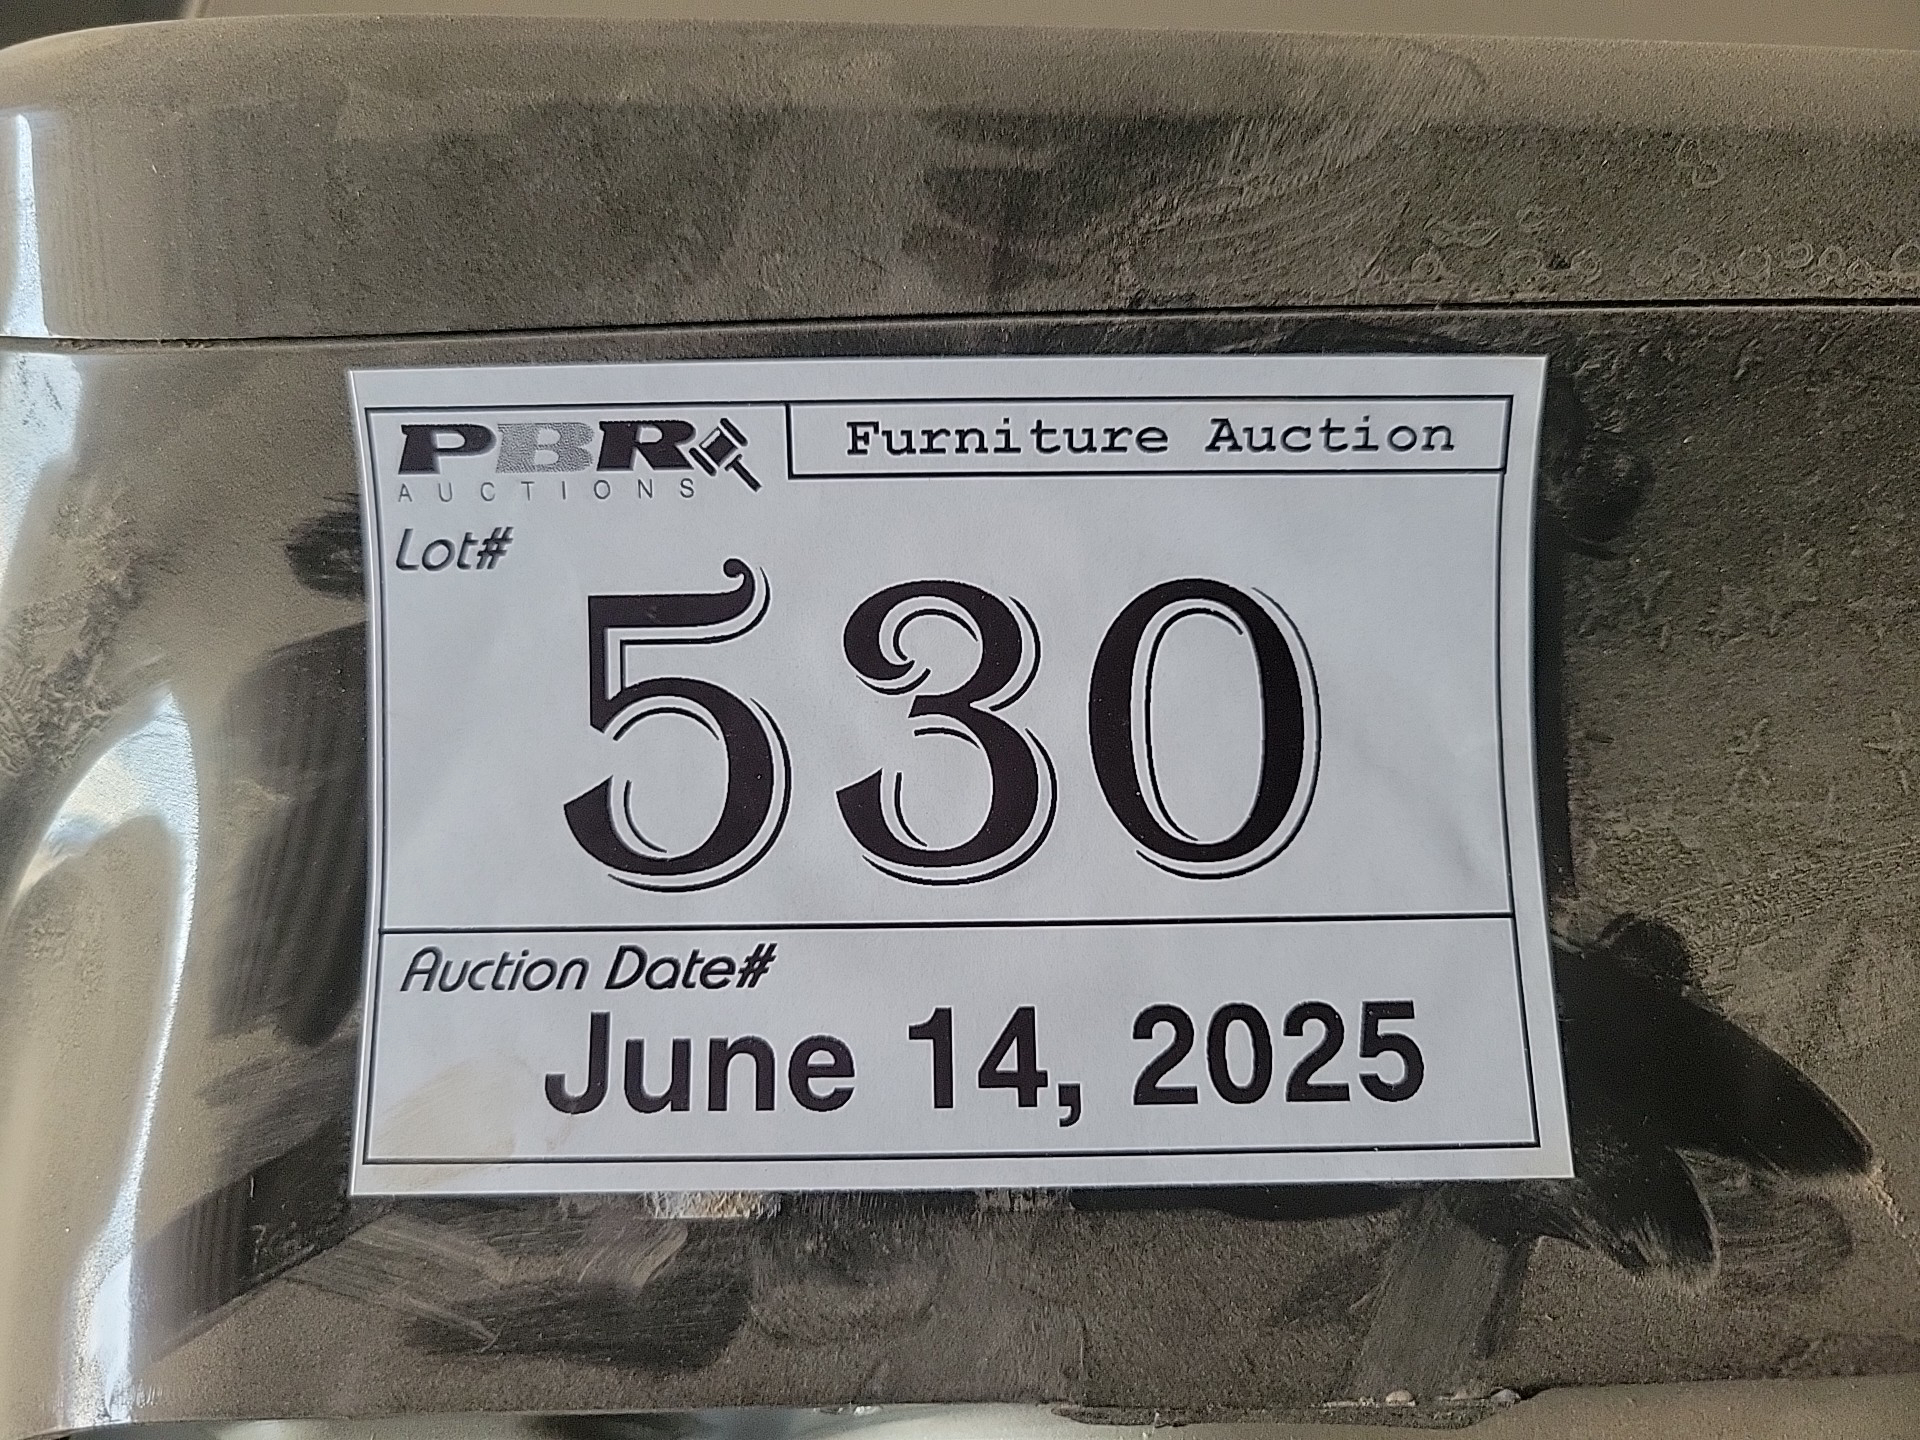 PBR
AUCTIONS
Furniture Auction
Lot#
530
Auction Date#
June 14, 2025